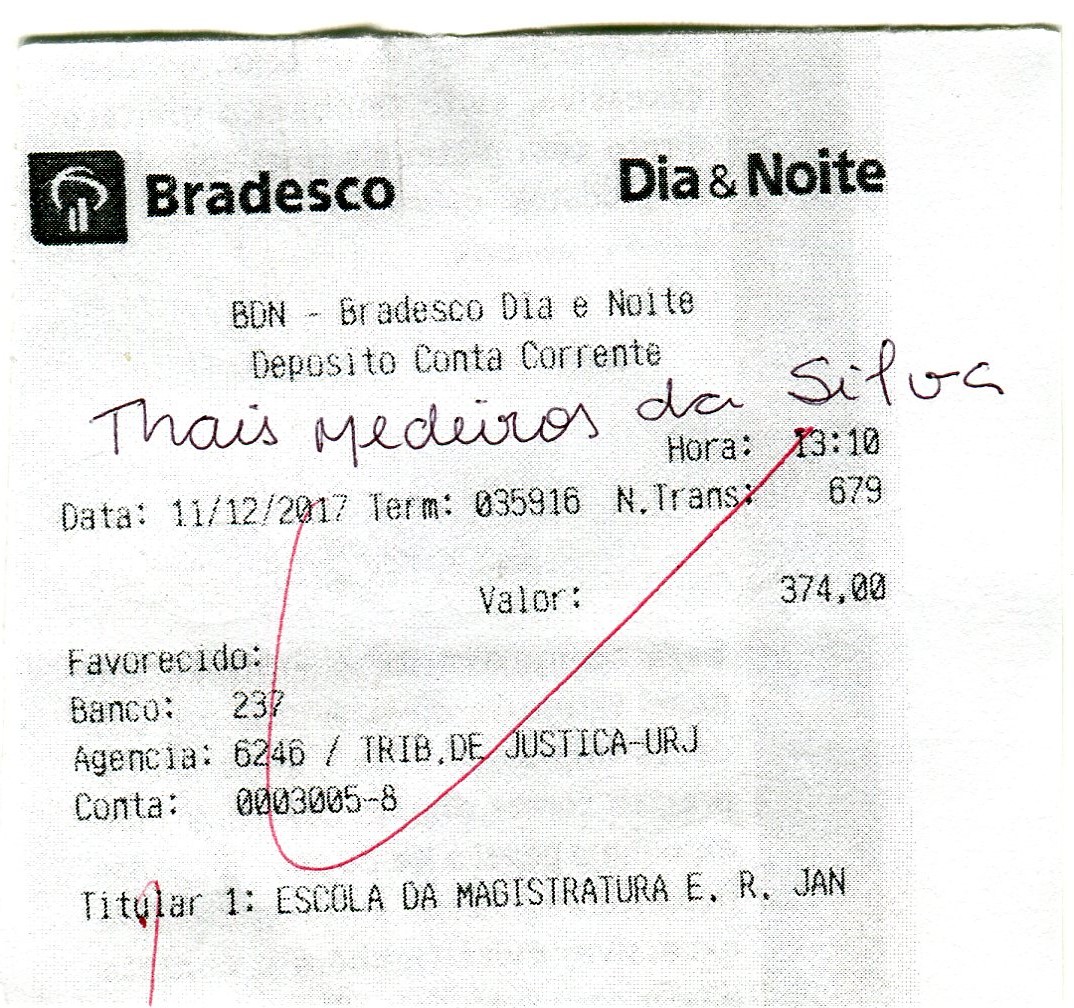 Bradesco Dia & Noite
BDN - Bradesco Dia e Noite
Deposito Conta Corrente
Thais Medeiros da Silva
Hora: 13:10
Data: 11/12/2017 Term: 035916 N.Trans: 679
Valor: 374,00
Favorecido:
Banco: 237
Agencia: 6246 / TRIB.DE JUSTICA-URJ
Conta: 0003005-8
Titular 1: ESCOLA DA MAGISTRATURA E. R. JAN